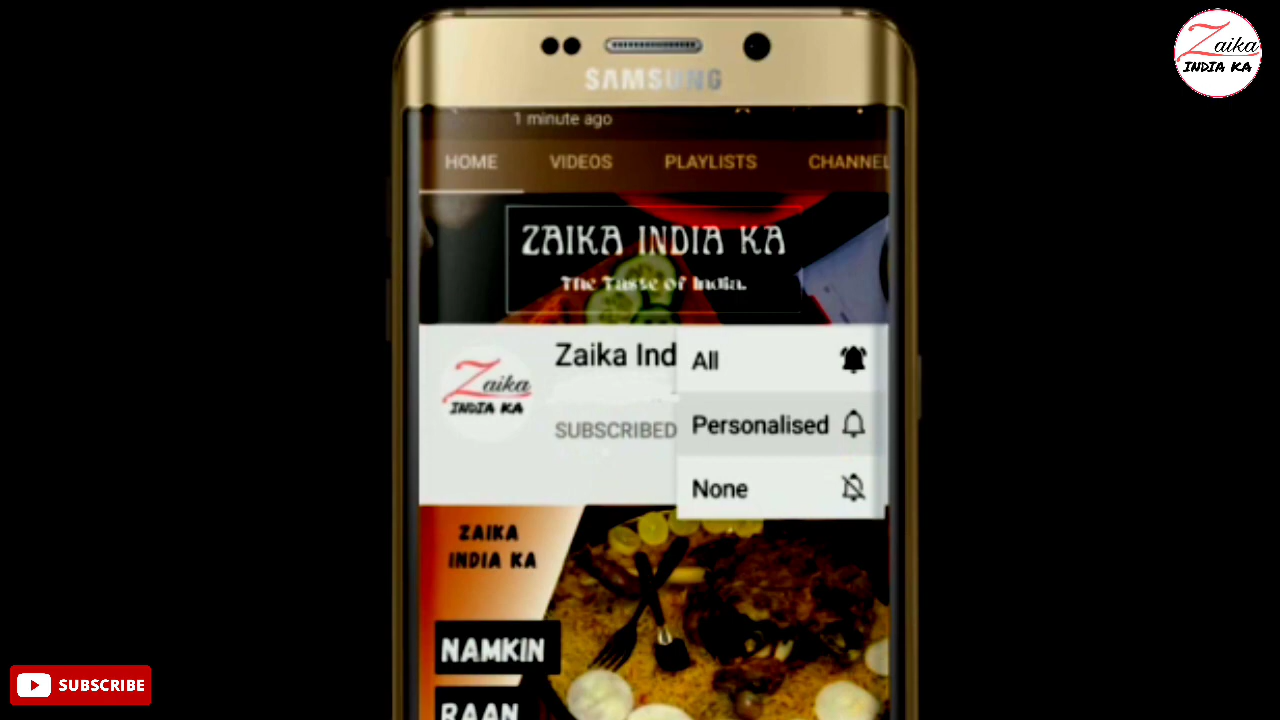 Zaika
INDIA KA
SAMSUNG
1 minute ago
HOME VIDEOS PLAYLISTS CHANNEL
ZAIKA INDIA KA
The Taste of India.
Zaika Ind
SUBSCRIBED
All
Personalised
None
Zaika
INDIA KA
ZAIKA
INDIA KA
NAMKIN
RAAN
SUBSCRIBE